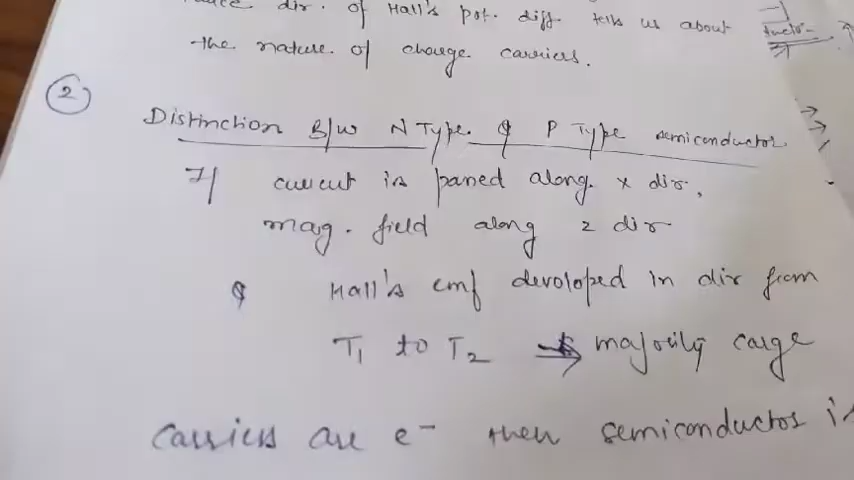 dir. of Hall's pot. diff. tells us about
the nature of charge carriers.
2
Distinction B/w N Type & P Type semiconductor.
If current is passed along x dir,
mag. field along z dir
& Hall's emf devoloped in dir from
T1 to T2 → majority carge
carriers are e- then semiconductor is